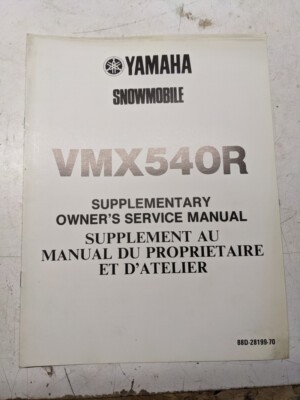 YAMAHA
SNOWMOBILE
VMX540R
SUPPLEMENTARY
OWNER'S SERVICE MANUAL
SUPPLEMENT AU
MANUAL DU PROPRIETAIRE
ET D'ATELIER
88D-28199-70